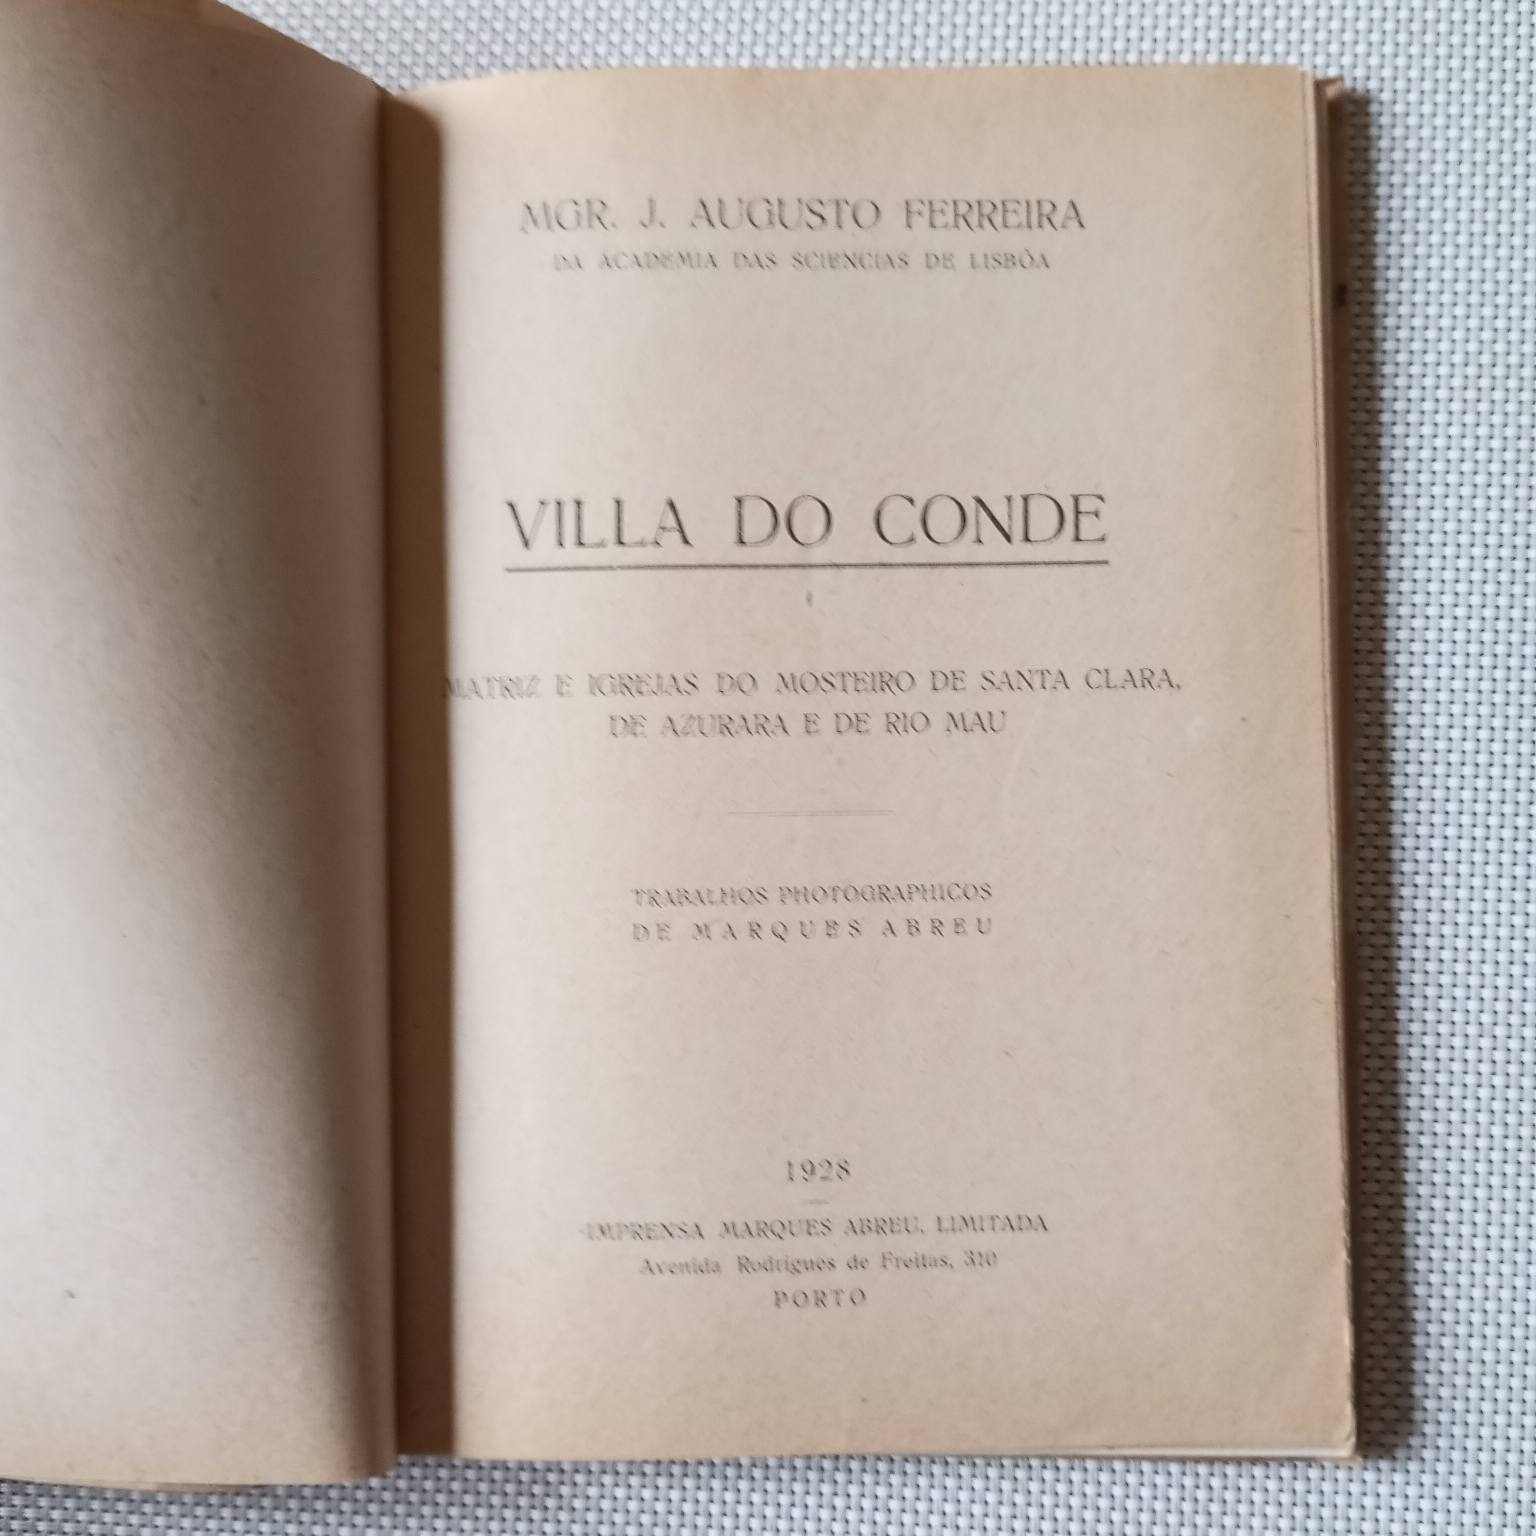 MGR. J. AUGUSTO FERREIRA
DA ACADEMIA DAS SCIENCIAS DE LISBÔA
VILLA DO CONDE
MATRIZ E IGREJAS DO MOSTEIRO DE SANTA CLARA,
DE AZURARA E DE RIO MAU
TRABALHOS PHOTOGRAPHICOS
DE MARQUES ABREU
1928
IMPRENSA MARQUES ABREU, LIMITADA
Avenida Rodrigues de Freitas, 310
PORTO